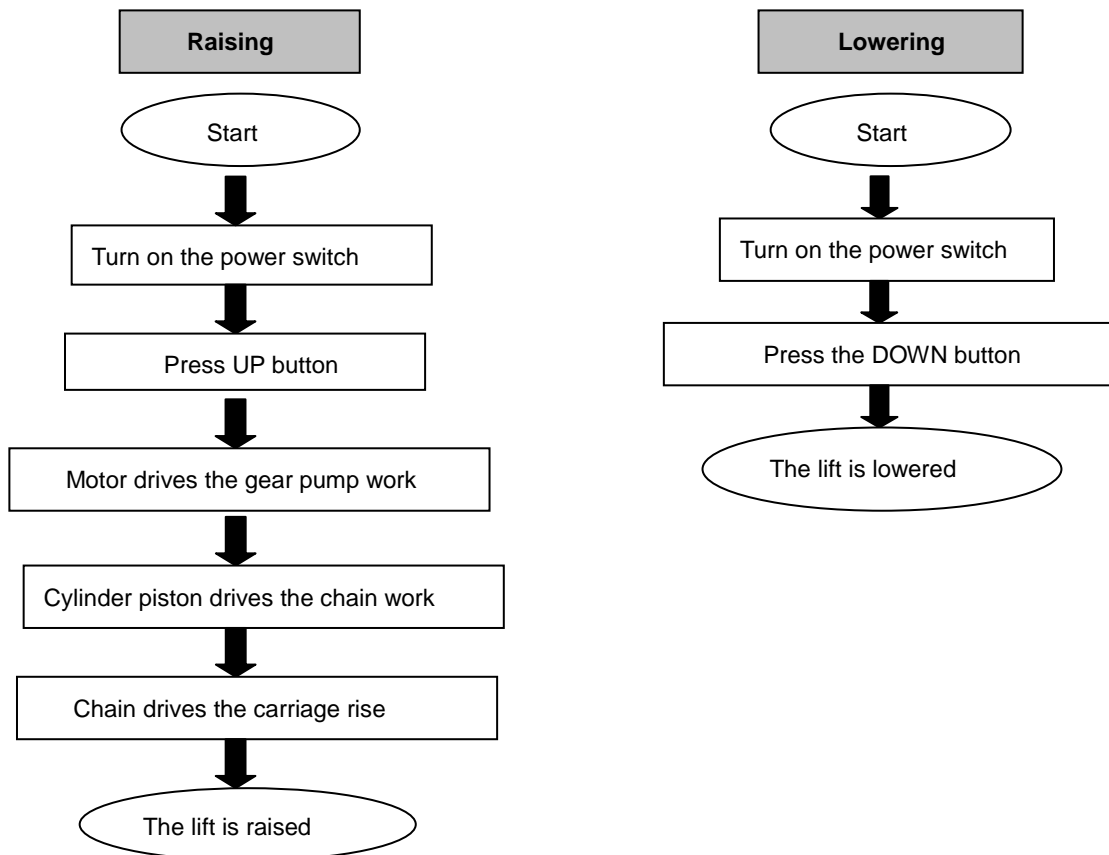 Raising
Start
Turn on the power switch
Press UP button
Motor drives the gear pump work
Cylinder piston drives the chain work
Chain drives the carriage rise
The lift is raised
Lowering
Start
Turn on the power switch
Press the DOWN button
The lift is lowered